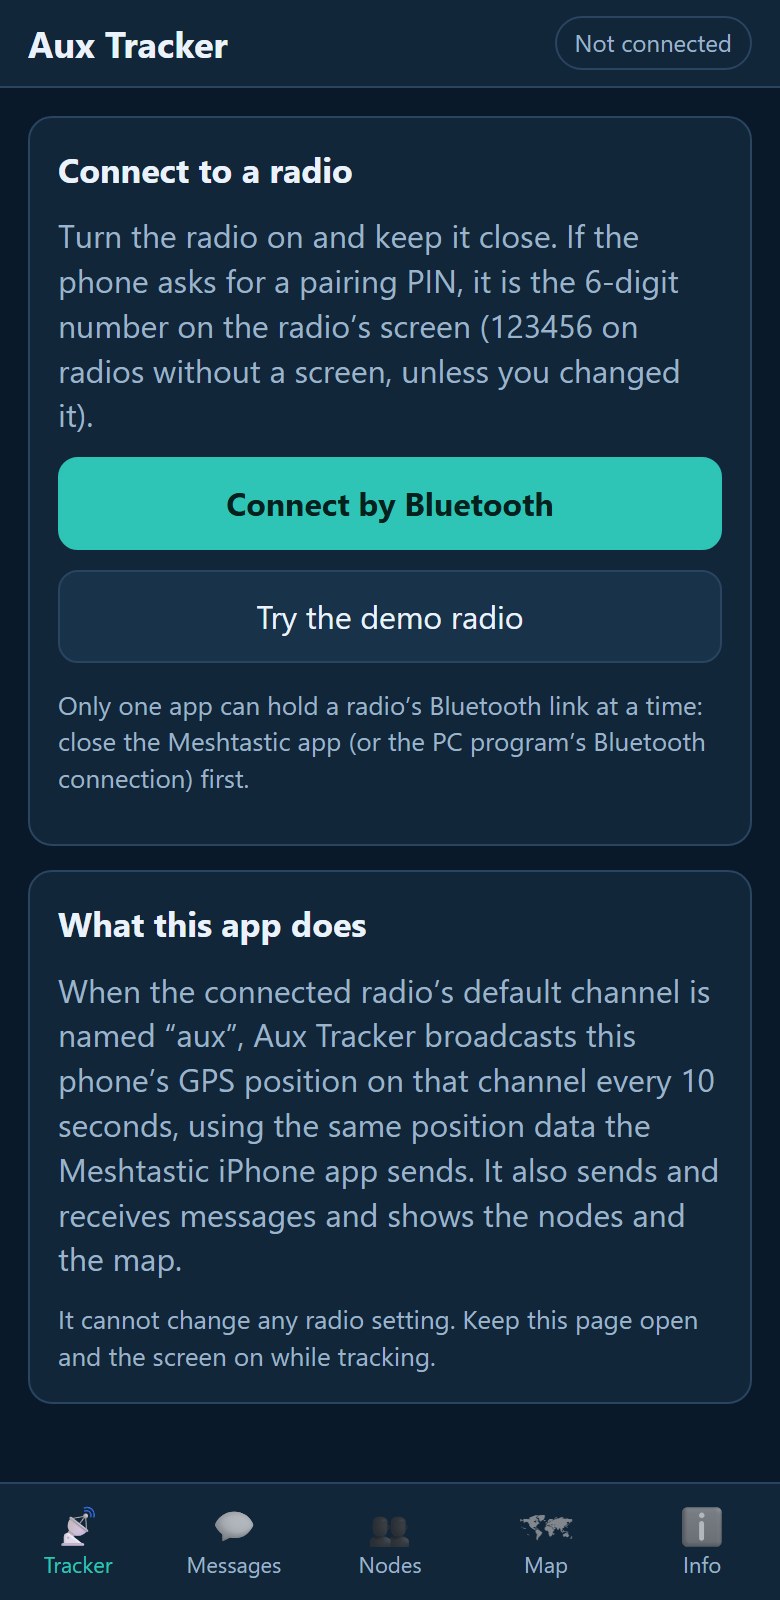 Aux Tracker
Not connected
Connect to a radio
Turn the radio on and keep it close. If the
phone asks for a pairing PIN, it is the 6-digit
number on the radio’s screen (123456 on
radios without a screen, unless you changed
it).
Connect by Bluetooth
Try the demo radio
Only one app can hold a radio’s Bluetooth link at a time:
close the Meshtastic app (or the PC program’s Bluetooth
connection) first.
What this app does
When the connected radio’s default channel is
named “aux”, Aux Tracker broadcasts this
phone’s GPS position on that channel every 10
seconds, using the same position data the
Meshtastic iPhone app sends. It also sends and
receives messages and shows the nodes and
the map.
It cannot change any radio setting. Keep this page open
and the screen on while tracking.
Tracker
Messages
Nodes
Map
Info